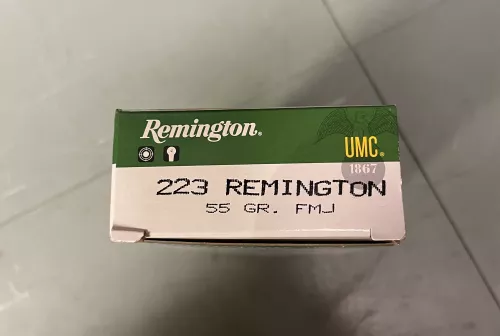 Remington®
UMC®
1867
223 REMINGTON
55 GR. FMJ